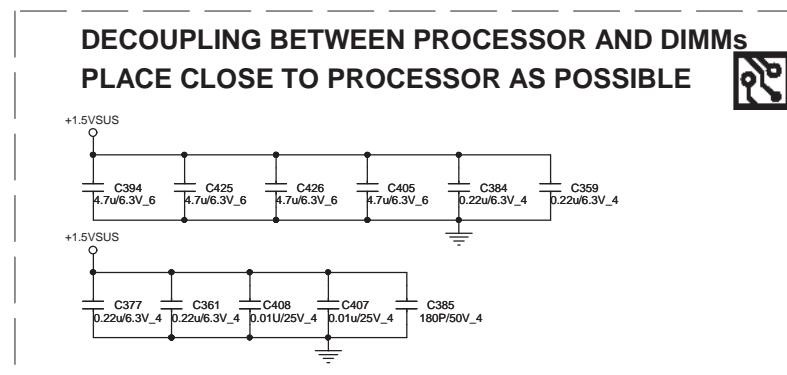 DECOUPLING BETWEEN PROCESSOR AND DIMMs
PLACE CLOSE TO PROCESSOR AS POSSIBLE
+1.5VSUS
C394 C425 C426 C405 C384 C359
4.7u/6.3V_6 4.7u/6.3V_6 4.7u/6.3V_6 4.7u/6.3V_6 0.22u/6.3V_4 0.22u/6.3V_4
+1.5VSUS
C377 C361 C408 C407 C385
0.22u/6.3V_4 0.22u/6.3V_4 0.01U/25V_4 0.01u/25V_4 180P/50V_4